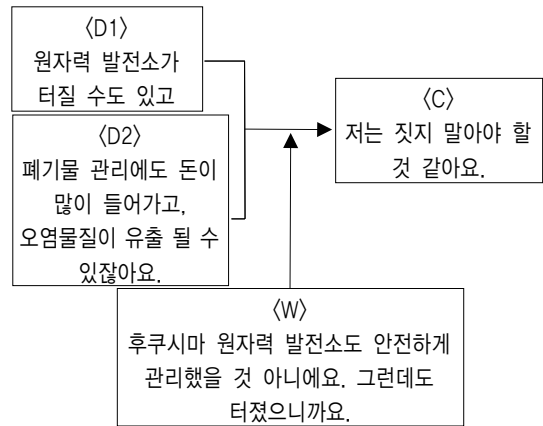 〈D1〉
원자력 발전소가
터질 수도 있고
〈D2〉
폐기물 관리에도 돈이
많이 들어가고,
오염물질이 유출 될 수
있잖아요.
〈C〉
저는 짓지 말아야 할
것 같아요.
〈W〉
후쿠시마 원자력 발전소도 안전하게
관리했을 것 아니에요. 그런데도
터졌으니까요.